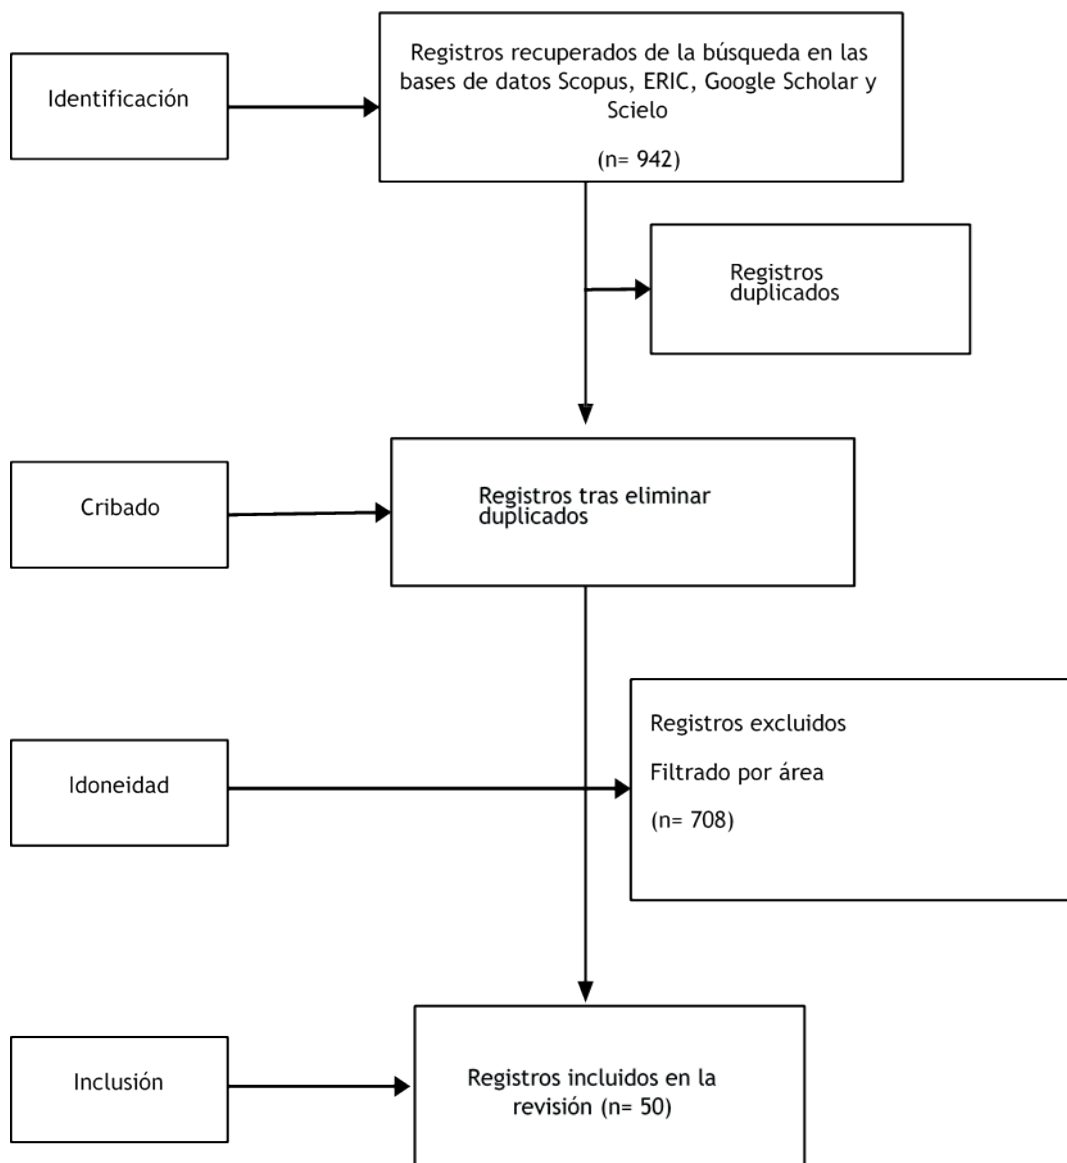 Identificación
Registros recuperados de la búsqueda en las
bases de datos Scopus, ERIC, Google Scholar y
Scielo
(n= 942)
Registros
duplicados
Cribado
Registros tras eliminar
duplicados
Idoneidad
Registros excluidos
Filtrado por área
(n= 708)
Inclusión
Registros incluidos en la
revisión (n= 50)